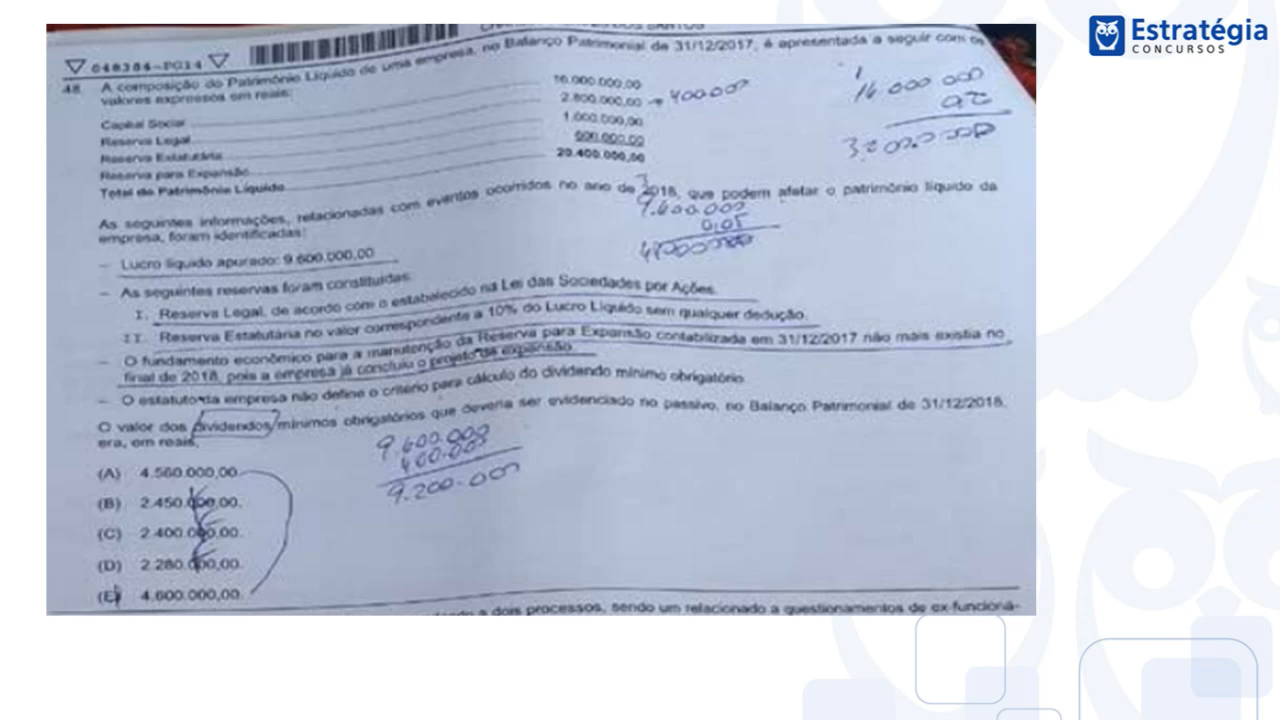 Estratégia
CONCURSOS
048384-PG14
48. A composição do Patrimônio Líquido de uma empresa, no Balanço Patrimonial de 31/12/2017, é apresentada a seguir com os
valores expressos em reais:
Capital Social 16.000.000,00
Reserva Legal 2.800.000,00 → 400.000
Reserva Estatutária 1.000.000,00
Reserva para Expansão 600.000,00
Total do Patrimônio Líquido 20.400.000,00
As seguintes informações, relacionadas com eventos ocorridos no ano de 2018, que podem afetar o patrimônio líquido da
empresa, foram identificadas:
9.600.000
0,05
– Lucro líquido apurado: 9.600.000,00
– As seguintes reservas foram constituídas:
I. Reserva Legal, de acordo com o estabelecido na Lei das Sociedades por Ações.
II. Reserva Estatutária no valor correspondente a 10% do Lucro Líquido sem qualquer dedução.
– O fundamento econômico para a manutenção da Reserva para Expansão contabilizada em 31/12/2017 não mais existia no
final de 2018, pois a empresa já concluiu o projeto de expansão.
– O estatuto da empresa não define o critério para cálculo do dividendo mínimo obrigatório.
O valor dos dividendos mínimos obrigatórios que deveria ser evidenciado no passivo, no Balanço Patrimonial de 31/12/2018,
era, em reais,
9.600.000
400.000
9.200.000
(A) 4.560.000,00.
(B) 2.450.000,00.
(C) 2.400.000,00.
(D) 2.280.000,00.
(E) 4.600.000,00.
a dois processos, sendo um relacionado a questionamentos de ex-funcioná-